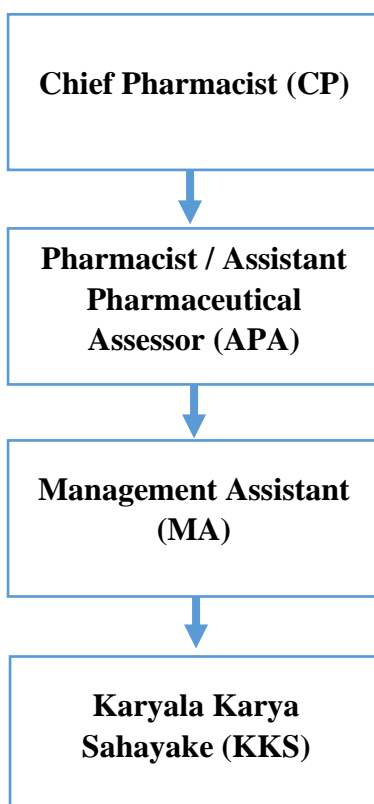 Chief Pharmacist (CP)
Pharmacist / Assistant
Pharmaceutical
Assessor (APA)
Management Assistant
(MA)
Karyala Karya
Sahayake (KKS)